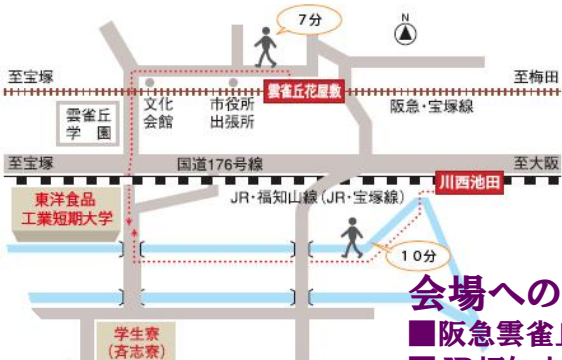 7分
N
至宝塚
至梅田
雲雀丘花屋敷
文化
会館
市役所
出張所
阪急・宝塚線
雲雀丘
学園
至宝塚
国道176号線
至大阪
川西池田
JR・福知山線(JR・宝塚線)
東洋食品
工業短期大学
10分
会場への
■阪急雲雀丘
学生寮
(斉志寮)